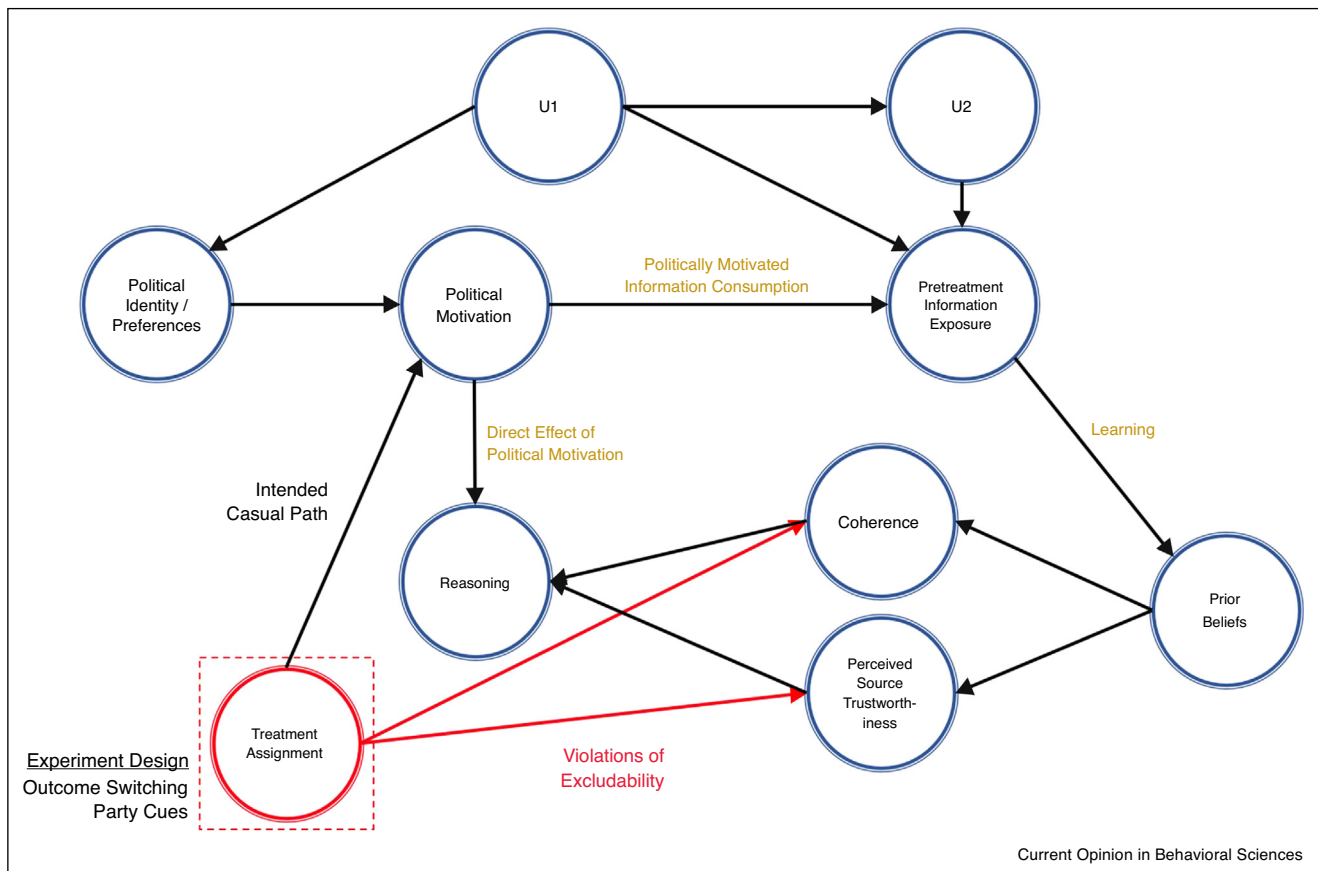 U1
U2
Political
Identity /
Preferences
Political
Motivation
Politically Motivated
Information Consumption
Pretreatment
Information
Exposure
Direct Effect of
Political Motivation
Learning
Intended
Casual Path
Coherence
Reasoning
Prior
Beliefs
Perceived
Source
Trustworth-
iness
Treatment
Assignment
Violations of
Excludability
Experiment Design
Outcome Switching
Party Cues
Current Opinion in Behavioral Sciences